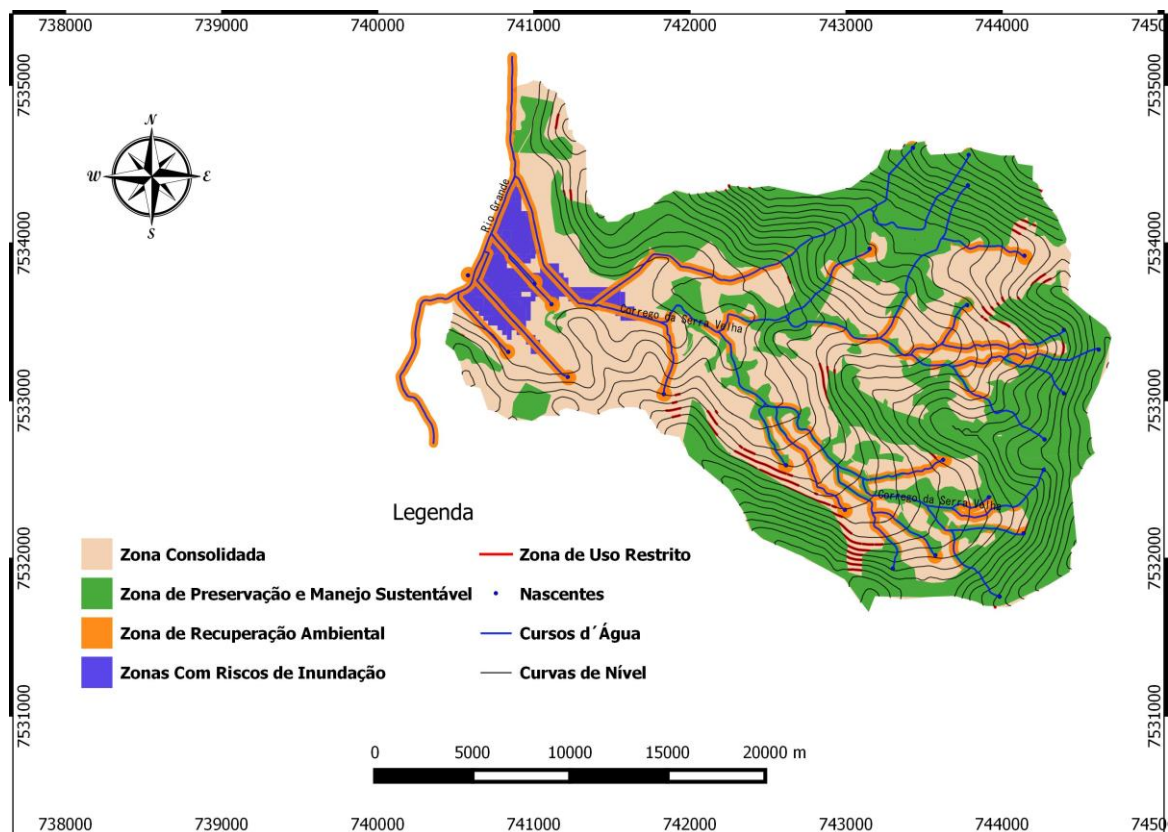 738000 739000 740000 741000 742000 743000 744000 7450
7535000 7535000
N
W E
S
Rio Grande
7534000 7534000
Corrego da Serra Velha
7533000 7533000
Corrego da Serra Velha
Legenda
Zona Consolidada Zona de Uso Restrito
7532000 7532000
Zona de Preservação e Manejo Sustentável Nascentes
Zona de Recuperação Ambiental Cursos d´Água
Zonas Com Riscos de Inundação Curvas de Nível
7531000 7531000
0 5000 10000 15000 20000 m
738000 739000 740000 741000 742000 743000 744000 7450